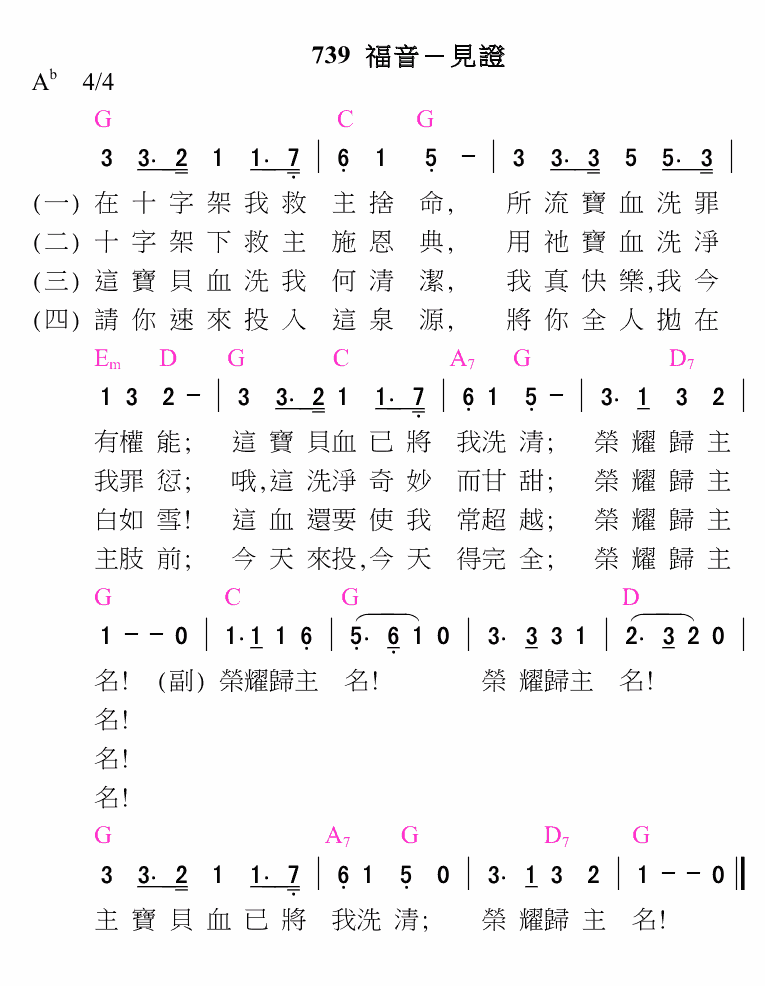 739 福音－見證
A♭ 4/4
G C G
3 3. 2 1 1. 7 | 6 1 5 － | 3 3. 3 5 5. 3 |
(一) 在十字架我救 主捨 命, 所流寶血洗罪
(二) 十字架下救主 施恩 典, 用祂寶血洗淨
(三) 這寶貝血洗我 何清 潔, 我真快樂,我今
(四) 請你速來投入 這泉 源, 將你全人拋在
Em D G C A7 G D7
1 3 2 － | 3 3. 2 1 1. 7 | 6 1 5 － | 3. 1 3 2 |
有權 能; 這寶貝血已將 我洗 清; 榮耀歸主
我罪 愆; 哦,這洗淨奇妙 而甘 甜; 榮耀歸主
白如 雪! 這血還要使我 常超 越; 榮耀歸主
主肢 前; 今天來投,今天 得完 全; 榮耀歸主
G C G D
1 － － 0 | 1. 1 1 6 | 5. 6 1 0 | 3. 3 3 1 | 2. 3 2 0 |
名! (副) 榮耀歸主 名! 榮耀歸主 名!
名!
名!
名!
G A7 G D7 G
3 3. 2 1 1. 7 | 6 1 5 0 | 3. 1 3 2 | 1 － － 0 ||
主寶貝血已將 我洗 清; 榮耀歸主 名!